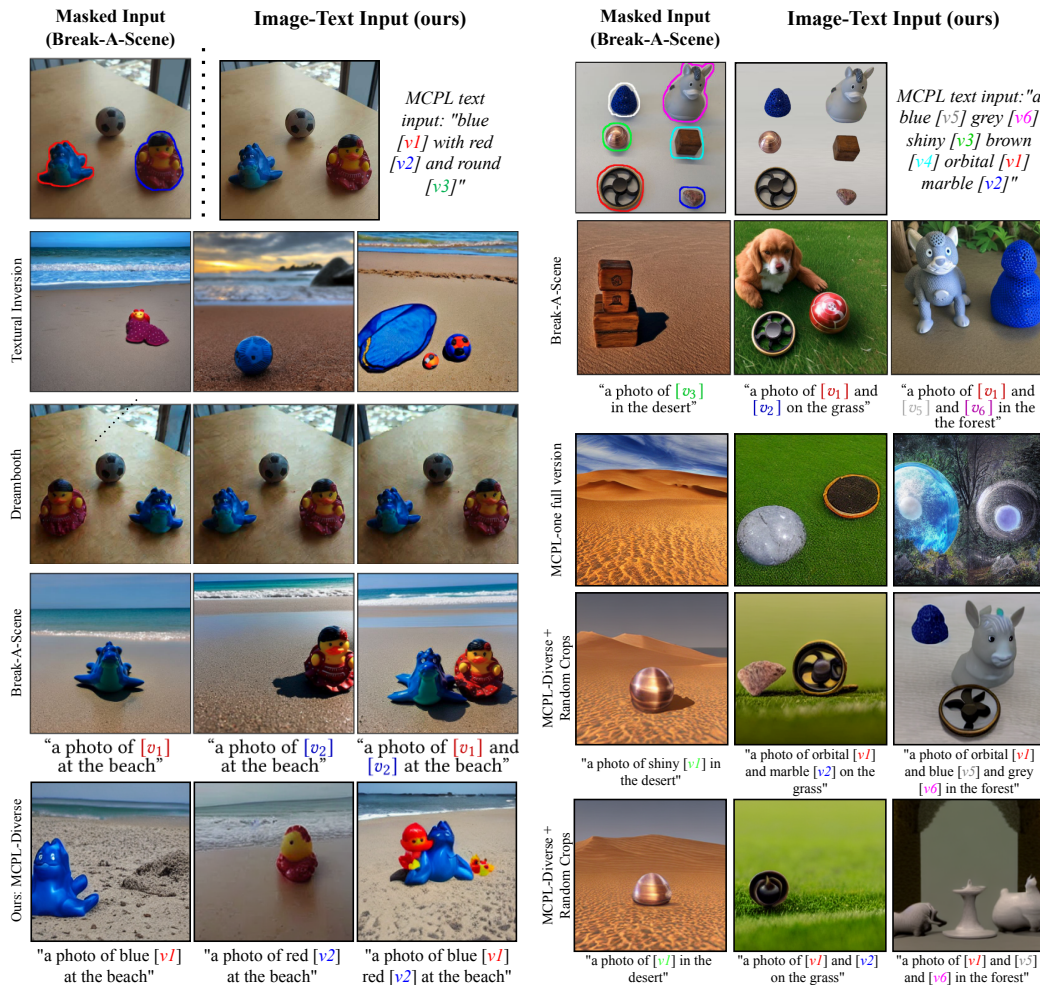 Masked Input
(Break-A-Scene)
Image-Text Input (ours)
MCPL text
input: "blue
[v1] with red
[v2] and round
[v3]"
Textural Inversion
Dreambooth
Break-A-Scene
“a photo of [v1]
at the beach”
“a photo of [v2]
at the beach”
“a photo of [v1] and
[v2] at the beach”
Ours: MCPL-Diverse
"a photo of blue [v1]
at the beach"
"a photo of red [v2]
at the beach"
"a photo of blue [v1]
red [v2] at the beach"
Masked Input
(Break-A-Scene)
Image-Text Input (ours)
MCPL text input:"a
blue [v5] grey [v6]
shiny [v3] brown
[v4] orbital [v1]
marble [v2]"
Break-A-Scene
“a photo of [v3]
in the desert”
“a photo of [v1] and
[v2] on the grass”
“a photo of [v1] and
[v5] and [v6] in the
the forest”
MCPL-one full version
MCPL-Diverse +
Random Crops
"a photo of shiny [v1] in
the desert"
"a photo of orbital [v1]
and marble [v2] on the
grass"
"a photo of orbital [v1]
and blue [v5] and grey
[v6] in the forest"
MCPL-Diverse +
Random Crops
"a photo of [v1] in the
desert"
"a photo of [v1] and [v2]
on the grass"
"a photo of [v1] and [v5]
and [v6] in the forest"